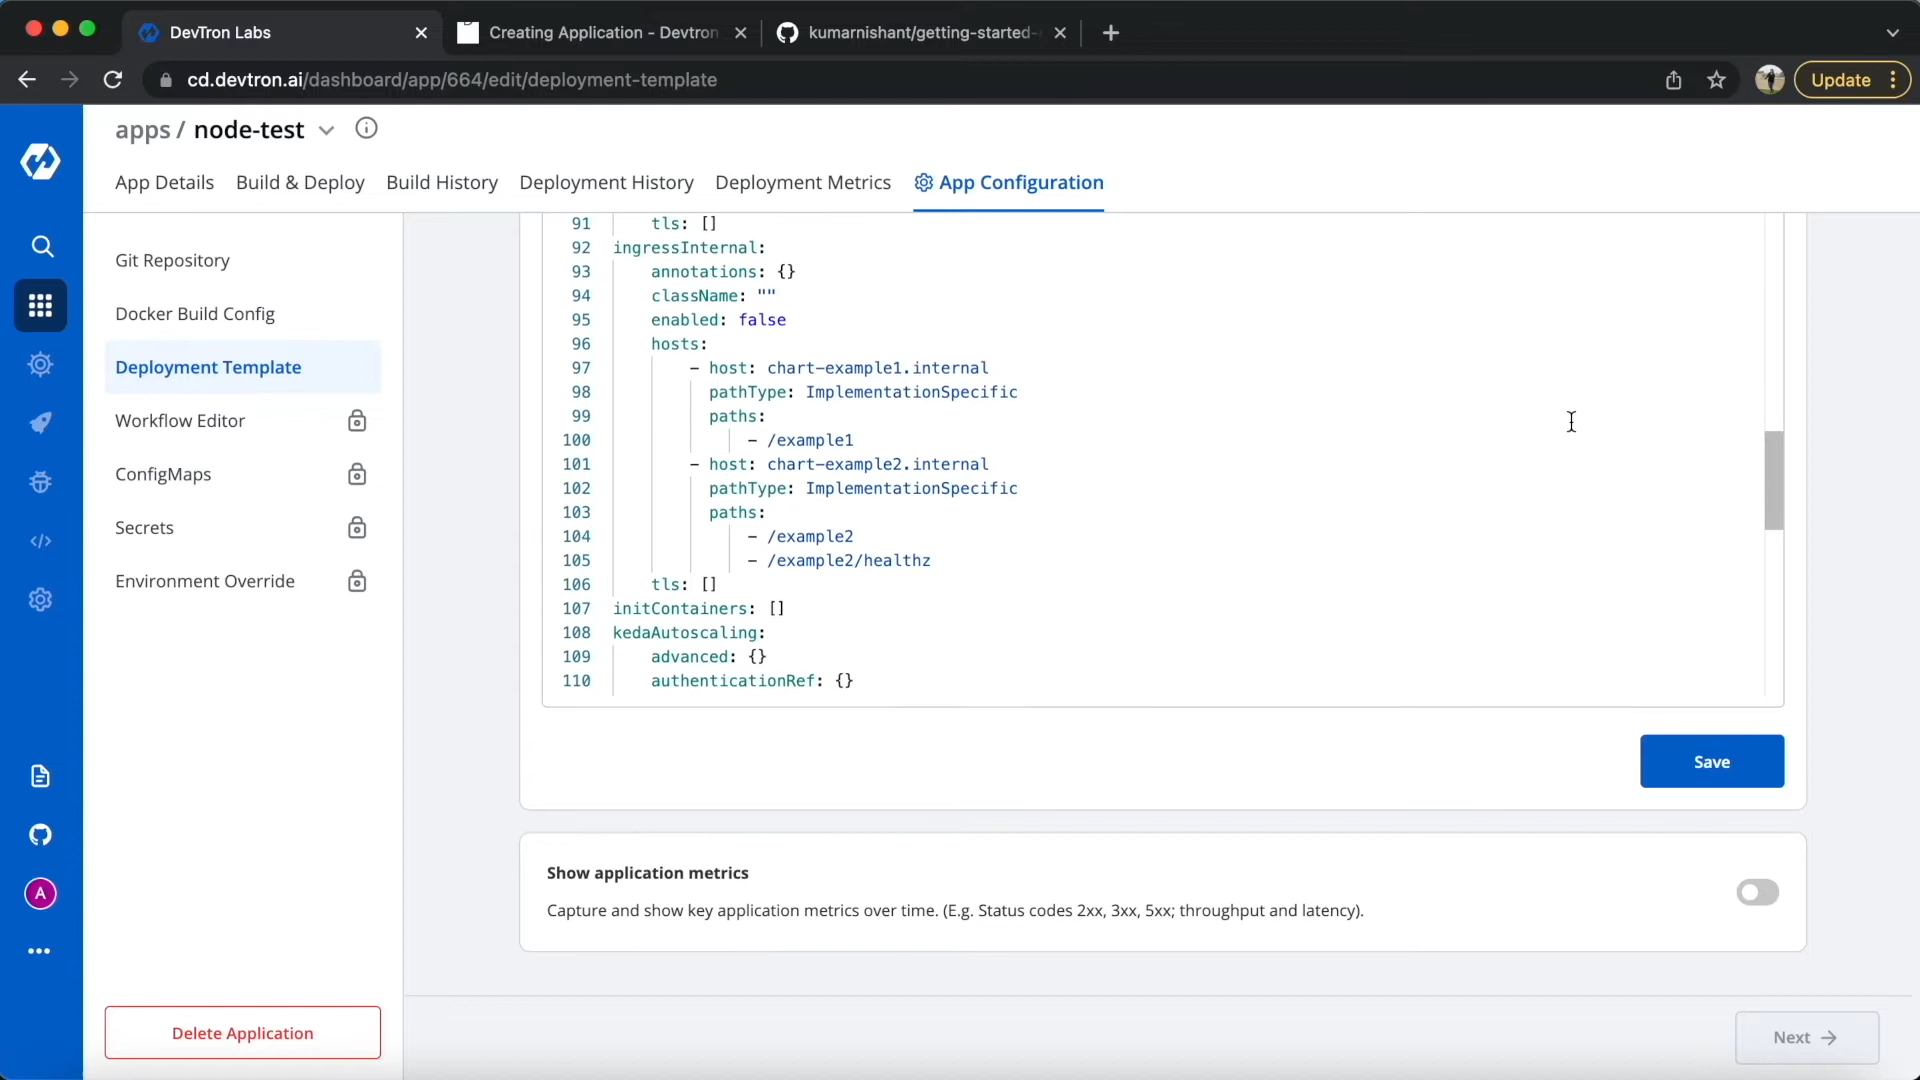 DevTron Labs
Creating Application - Devtron
kumarnishant/getting-started-
cd.devtron.ai/dashboard/app/664/edit/deployment-template
Update
apps / node-test
App Details
Build & Deploy
Build History
Deployment History
Deployment Metrics
App Configuration
Git Repository
Docker Build Config
Deployment Template
Workflow Editor
ConfigMaps
Secrets
Environment Override
A
Delete Application
91 tls: []
92 ingressInternal:
93 annotations: {}
94 className: ""
95 enabled: false
96 hosts:
97 - host: chart-example1.internal
98 pathType: ImplementationSpecific
99 paths:
100 - /example1
101 - host: chart-example2.internal
102 pathType: ImplementationSpecific
103 paths:
104 - /example2
105 - /example2/healthz
106 tls: []
107 initContainers: []
108 kedaAutoscaling:
109 advanced: {}
110 authenticationRef: {}
Save
Show application metrics
Capture and show key application metrics over time. (E.g. Status codes 2xx, 3xx, 5xx; throughput and latency).
Next